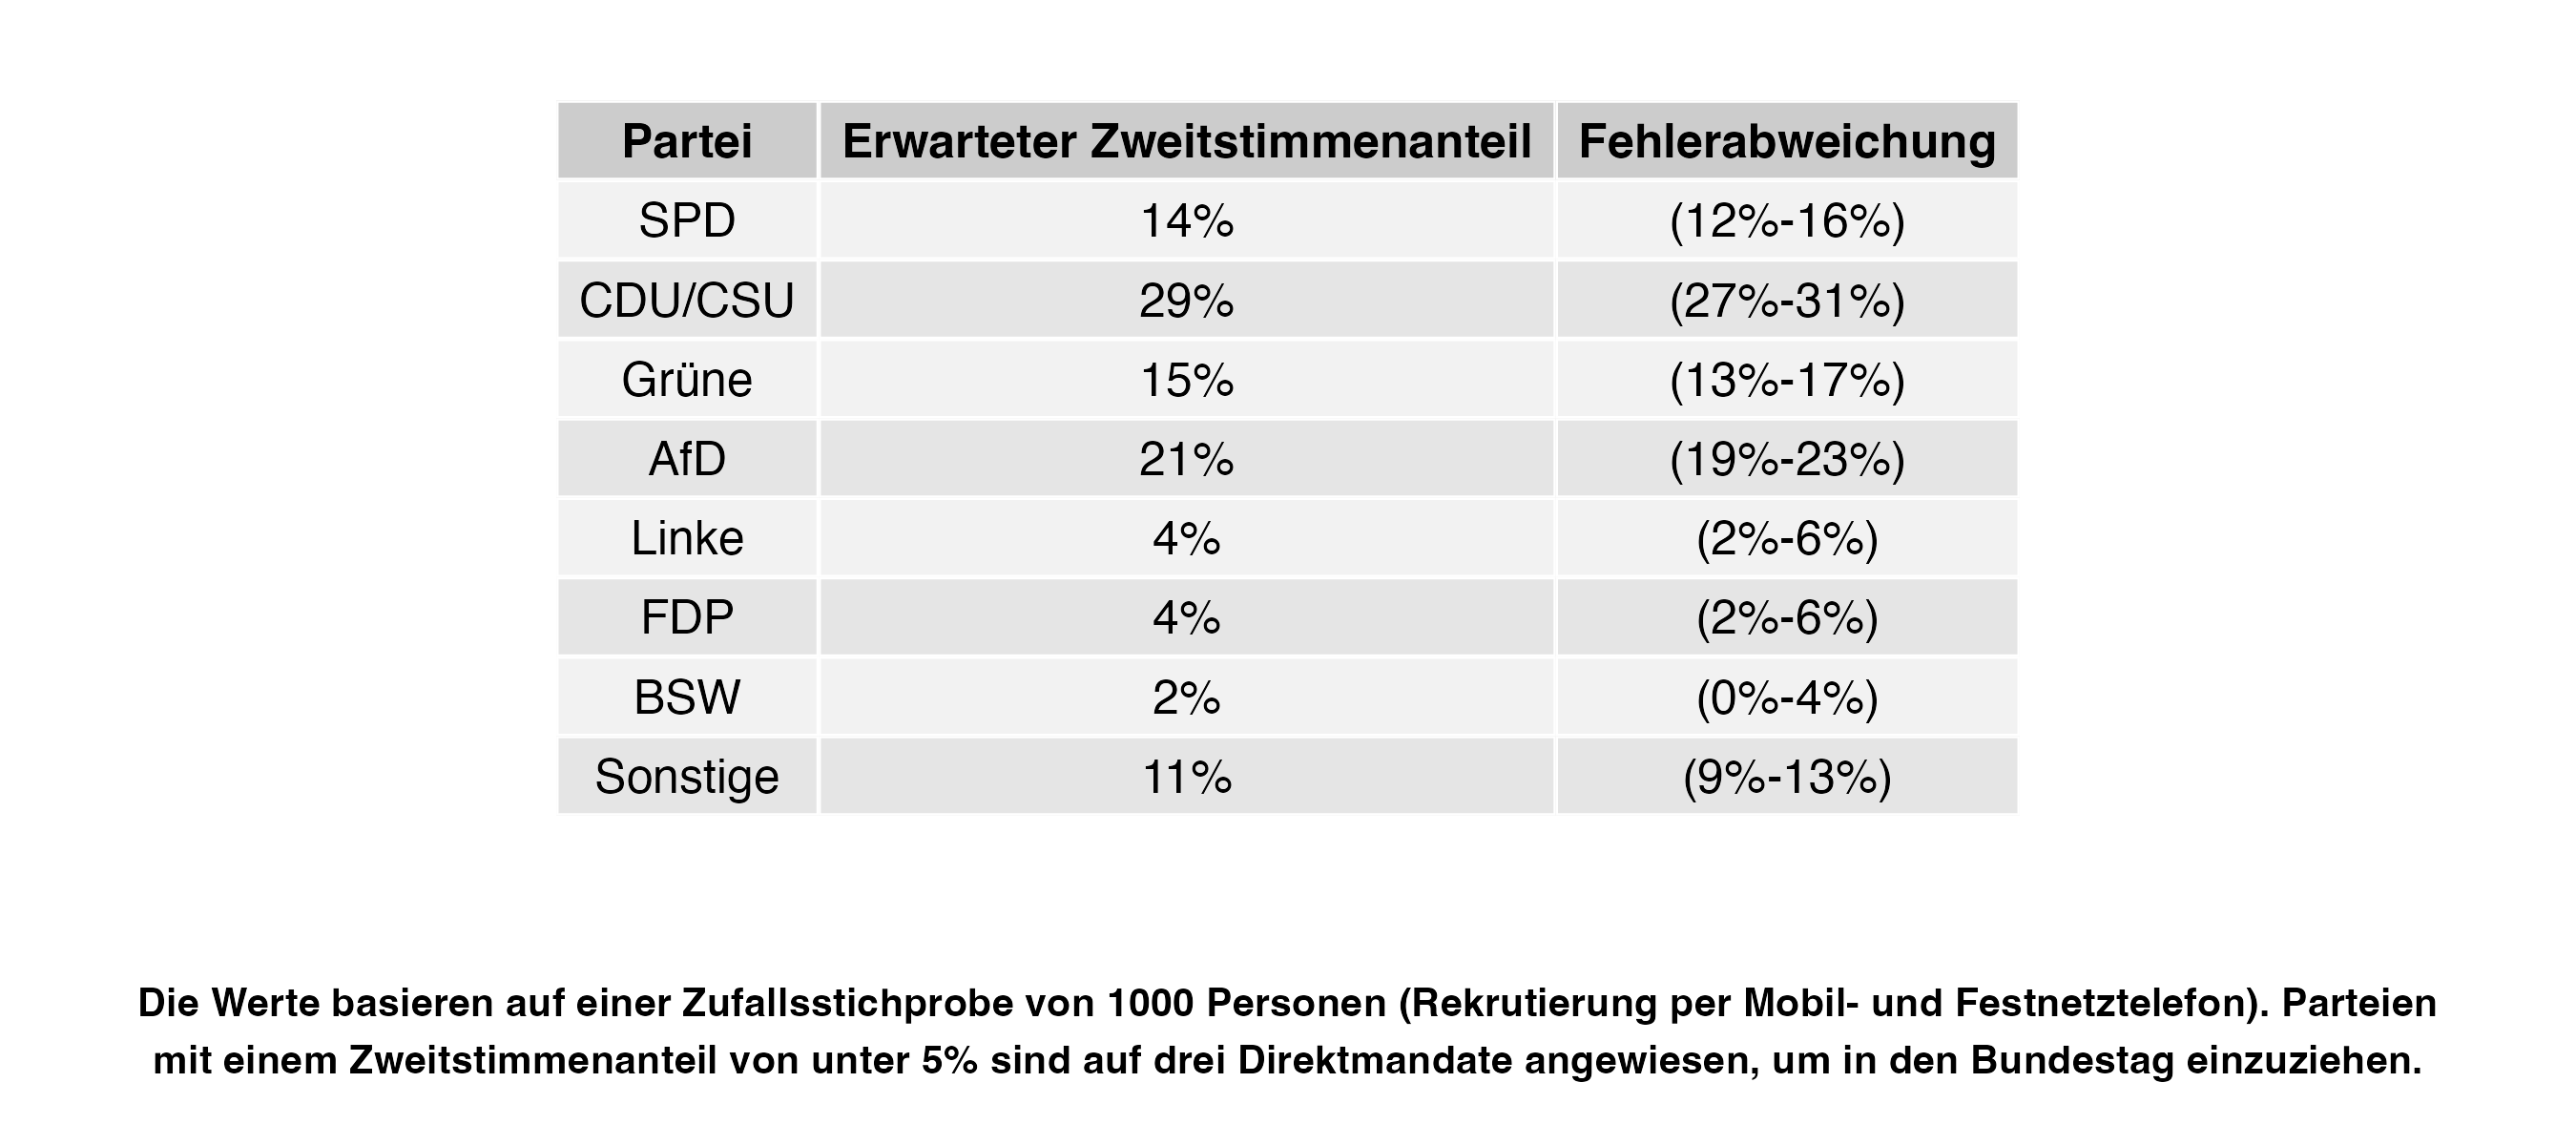 Partei Erwarteter Zweitstimmenanteil Fehlerabweichung
SPD 14% (12%-16%)
CDU/CSU 29% (27%-31%)
Grüne 15% (13%-17%)
AfD 21% (19%-23%)
Linke 4% (2%-6%)
FDP 4% (2%-6%)
BSW 2% (0%-4%)
Sonstige 11% (9%-13%)
Die Werte basieren auf einer Zufallsstichprobe von 1000 Personen (Rekrutierung per Mobil- und Festnetztelefon). Parteien
mit einem Zweitstimmenanteil von unter 5% sind auf drei Direktmandate angewiesen, um in den Bundestag einzuziehen.